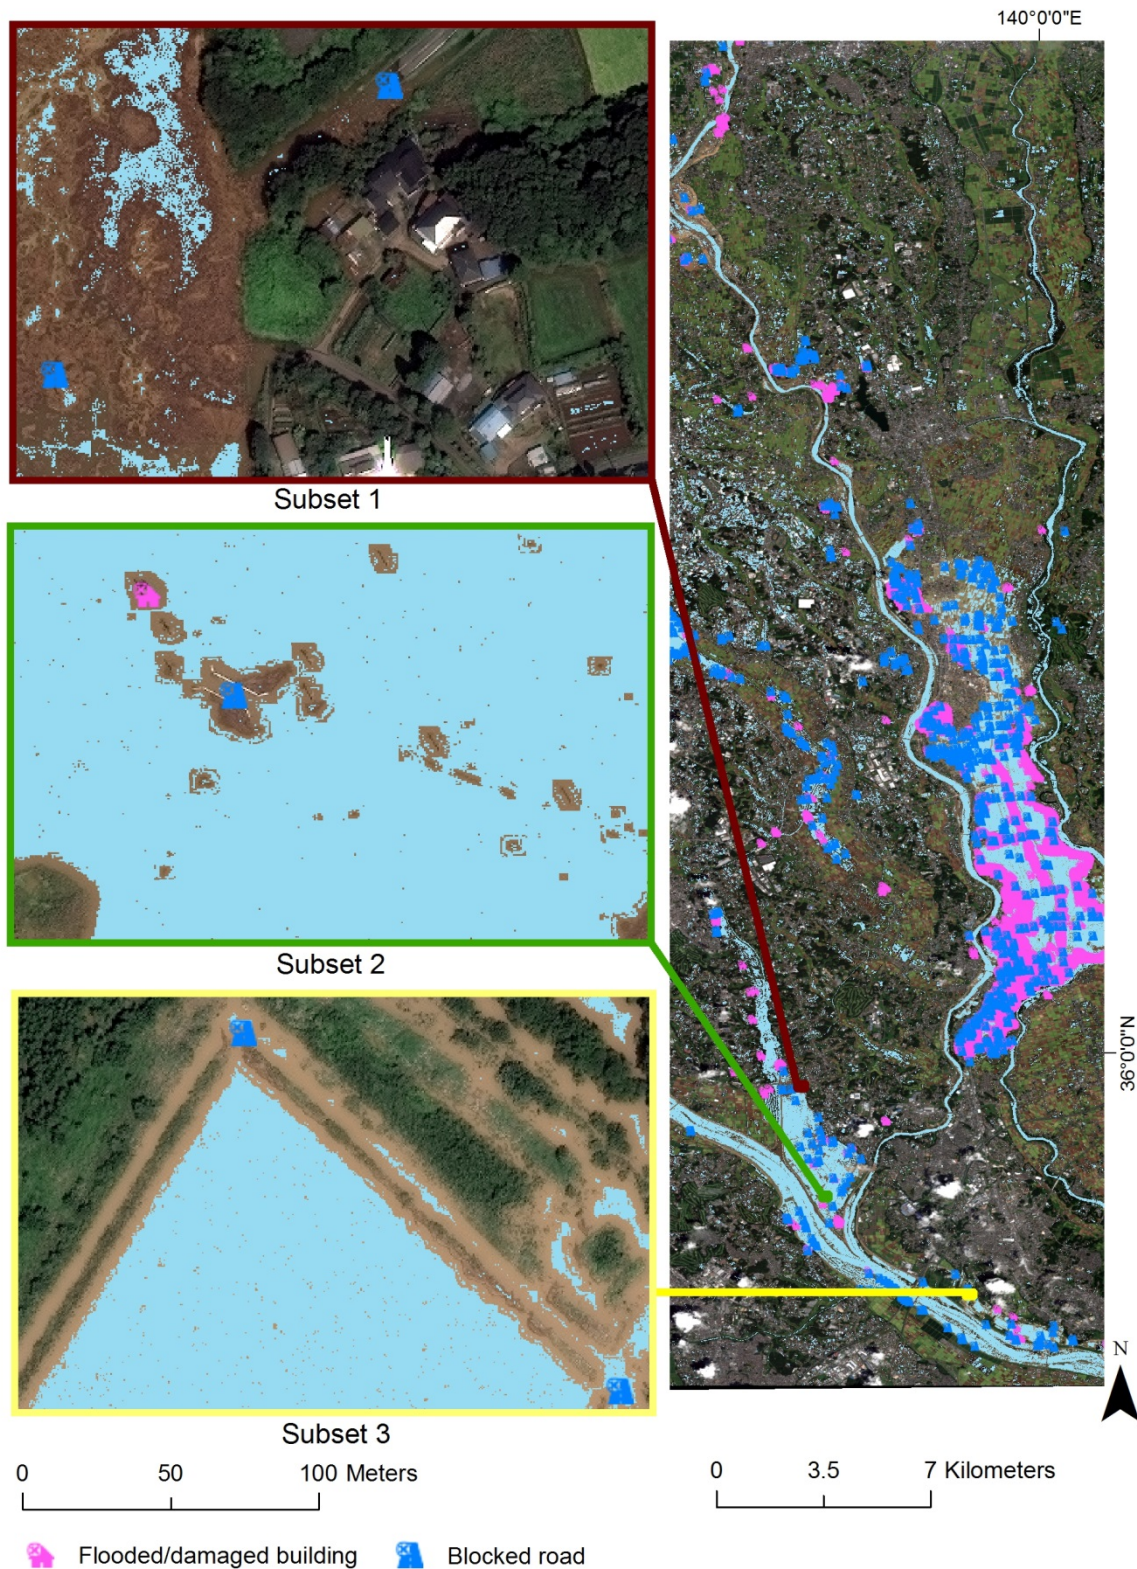 140°0'0"E
Subset 1
Subset 2
36°0'0"N
Subset 3
N
0 50 100 Meters
0 3.5 7 Kilometers
Flooded/damaged building
Blocked road